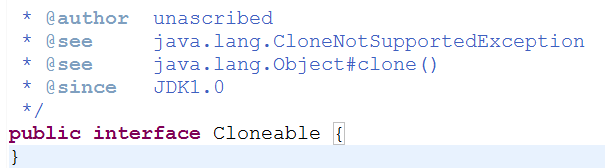 * @author  unascribed
* @see     java.lang.CloneNotSupportedException
* @see     java.lang.Object#clone()
* @since   JDK1.0
*/
public interface Cloneable {
}